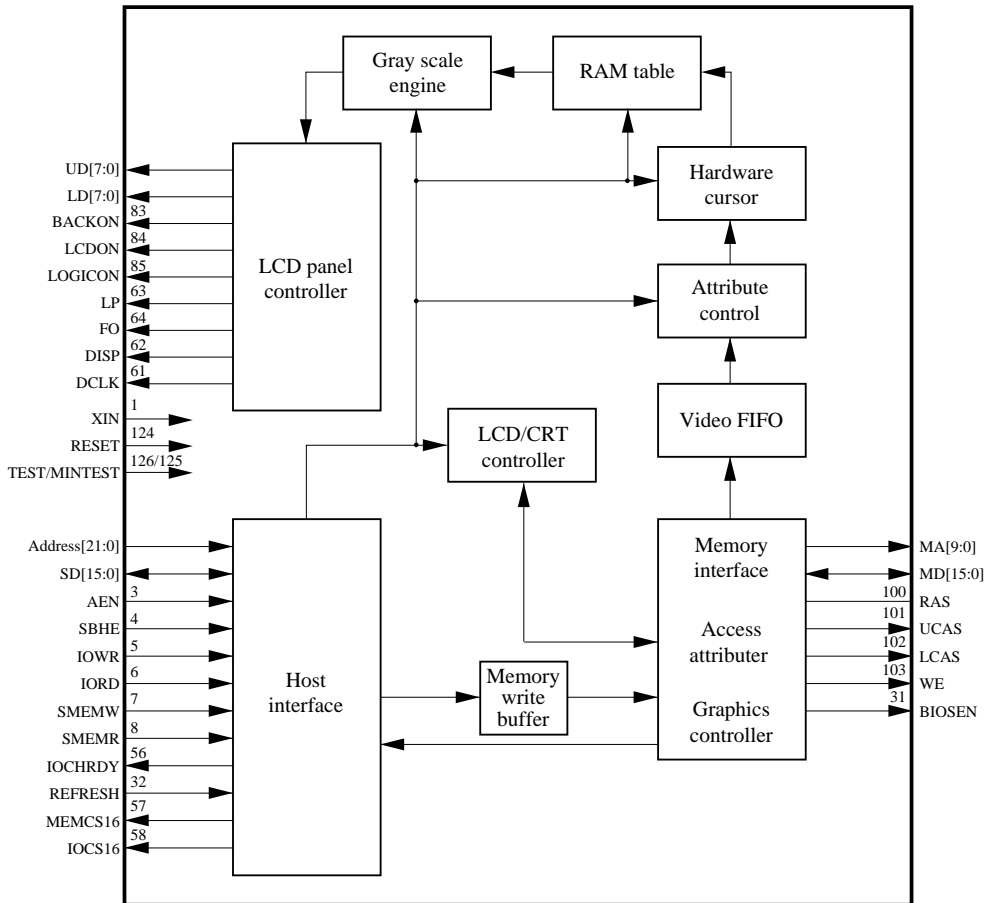 Gray scale
engine
RAM table
Hardware
cursor
Attribute
control
Video FIFO
LCD panel
controller
LCD/CRT
controller
UD[7:0]
LD[7:0]
83
BACKON
84
LCDON
85
LOGICON
63
LP
64
FO
62
DISP
61
DCLK
1
XIN
124
RESET
126/125
TEST/MINTEST
Address[21:0]
SD[15:0]
3
AEN
4
SBHE
5
IOWR
6
IORD
7
SMEMW
8
SMEMR
56
IOCHRDY
32
REFRESH
57
MEMCS16
58
IOCS16
Host
interface
Memory
write
buffer
Memory
interface
Access
attributer
Graphics
controller
MA[9:0]
MD[15:0]
100
RAS
101
UCAS
102
LCAS
103
WE
31
BIOSEN